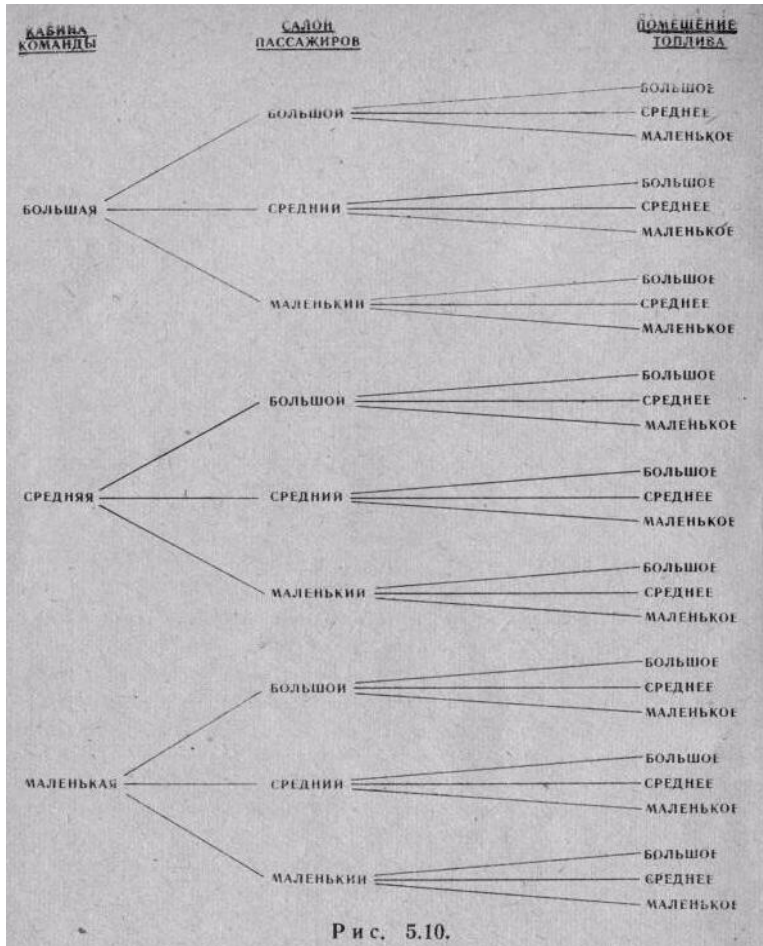 КАБИНА
КОМАНДЫ
САЛОН
ПАССАЖИРОВ
ПОМЕЩЕНИЕ
ТОПЛИВА
БОЛЬШОЕ
БОЛЬШОЙ
СРЕДНЕЕ
МАЛЕНЬКОЕ
БОЛЬШОЕ
БОЛЬШАЯ
СРЕДНИЙ
СРЕДНЕЕ
МАЛЕНЬКОЕ
БОЛЬШОЕ
МАЛЕНЬКИЙ
СРЕДНЕЕ
МАЛЕНЬКОЕ
БОЛЬШОЕ
БОЛЬШОЙ
СРЕДНЕЕ
МАЛЕНЬКОЕ
БОЛЬШОЕ
СРЕДНЯЯ
СРЕДНИЙ
СРЕДНЕЕ
МАЛЕНЬКОЕ
БОЛЬШОЕ
МАЛЕНЬКИЙ
СРЕДНЕЕ
МАЛЕНЬКОЕ
БОЛЬШОЕ
БОЛЬШОЙ
СРЕДНЕЕ
МАЛЕНЬКОЕ
БОЛЬШОЕ
МАЛЕНЬКАЯ
СРЕДНИЙ
СРЕДНЕЕ
МАЛЕНЬКОЕ
БОЛЬШОЕ
МАЛЕНЬКИЙ
СРЕДНЕЕ
МАЛЕНЬКОЕ
Рис. 5.10.